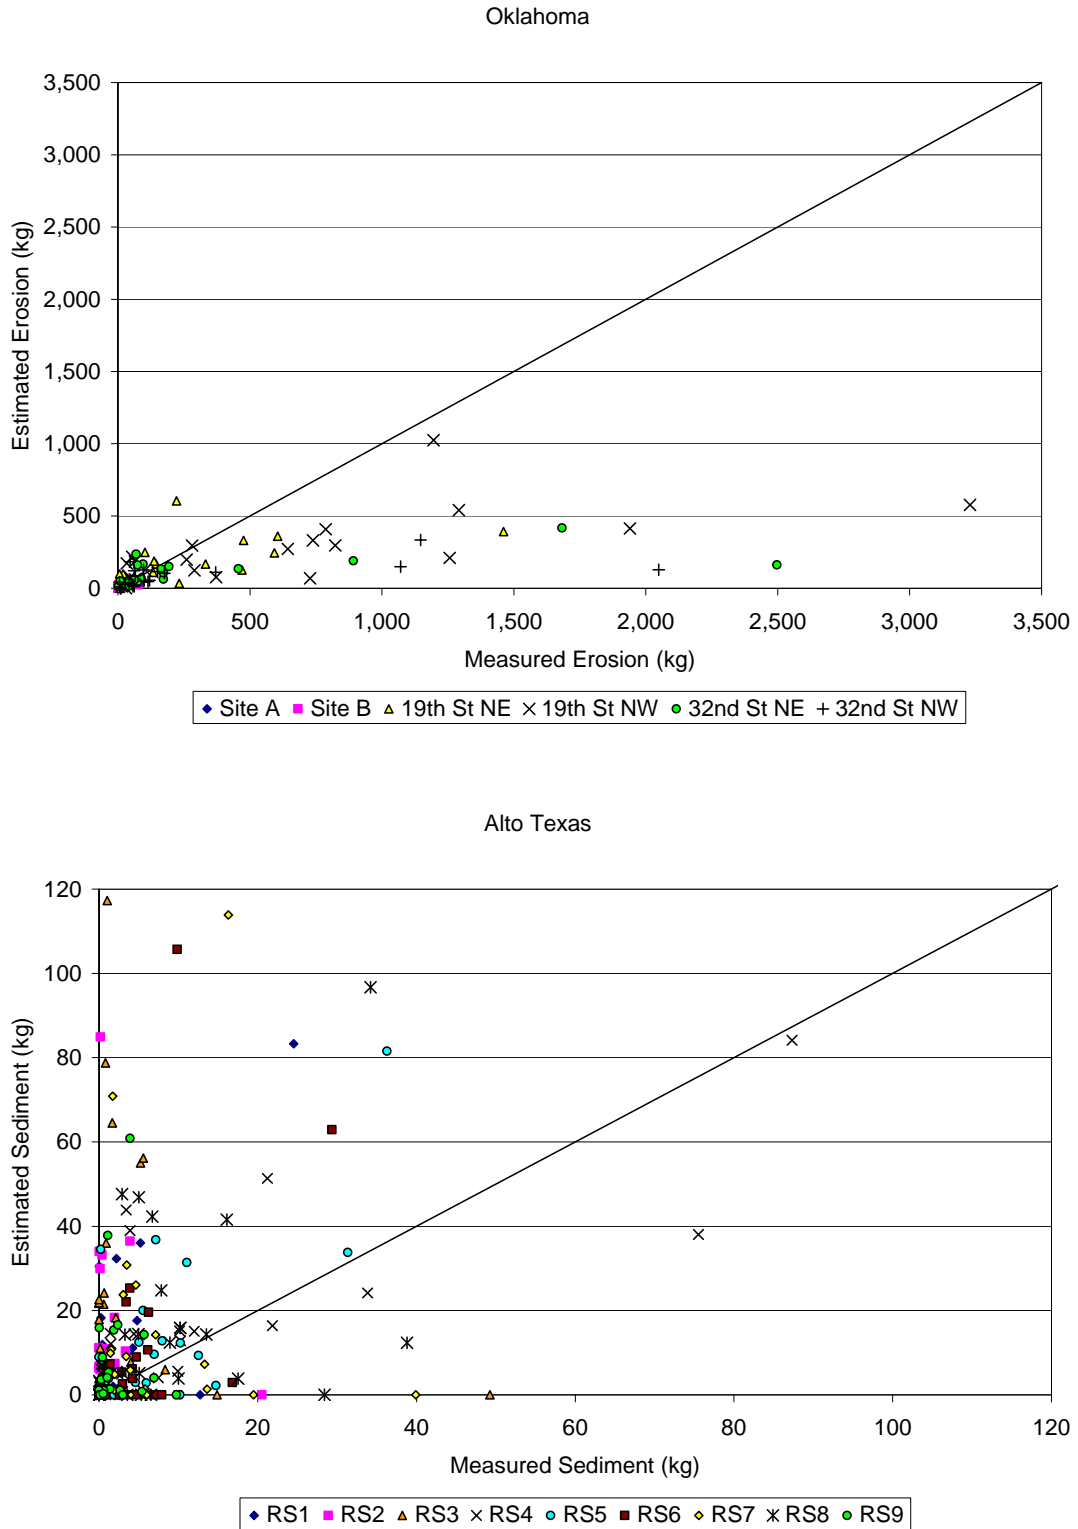 Oklahoma
3,500
3,000
2,500
2,000
1,500
1,000
500
0
Estimated Erosion (kg)
0 500 1,000 1,500 2,000 2,500 3,000 3,500
Measured Erosion (kg)
Site A Site B 19th St NE 19th St NW 32nd St NE 32nd St NW
Alto Texas
120
100
80
60
40
20
0
Estimated Sediment (kg)
0 20 40 60 80 100 120
Measured Sediment (kg)
RS1 RS2 RS3 RS4 RS5 RS6 RS7 RS8 RS9